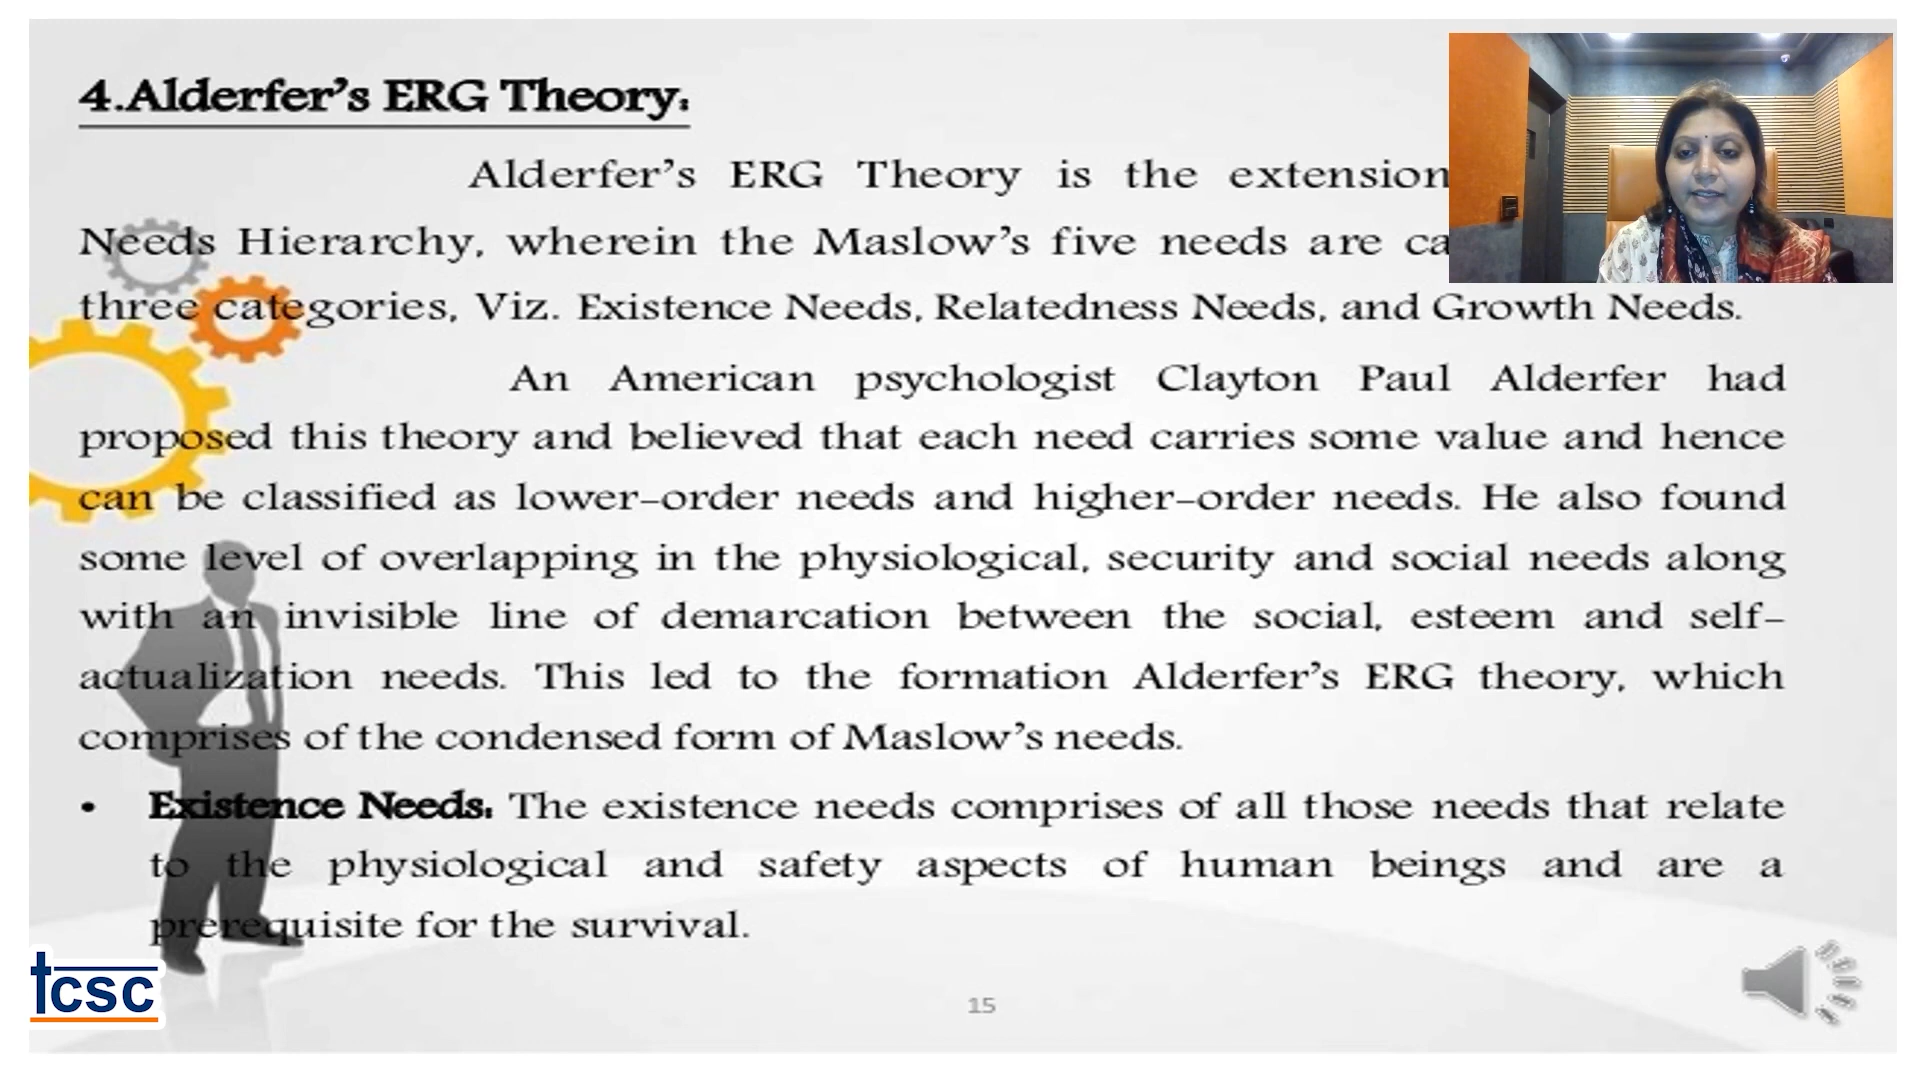 4.Alderfer’s ERG Theory:
Alderfer’s ERG Theory is the extension
Needs Hierarchy, wherein the Maslow’s five needs are
three categories, Viz. Existence Needs, Relatedness Needs, and Growth Needs.
An American psychologist Clayton Paul Alderfer had
proposed this theory and believed that each need carries some value and hence
can be classified as lower-order needs and higher-order needs. He also found
some level of overlapping in the physiological, security and social needs along
with an invisible line of demarcation between the social, esteem and self-
actualization needs. This led to the formation Alderfer’s ERG theory, which
comprises of the condensed form of Maslow’s needs.
• Existence Needs: The existence needs comprises of all those needs that relate
to the physiological and safety aspects of human beings and are a
prerequisite for the survival.
tcsc
15